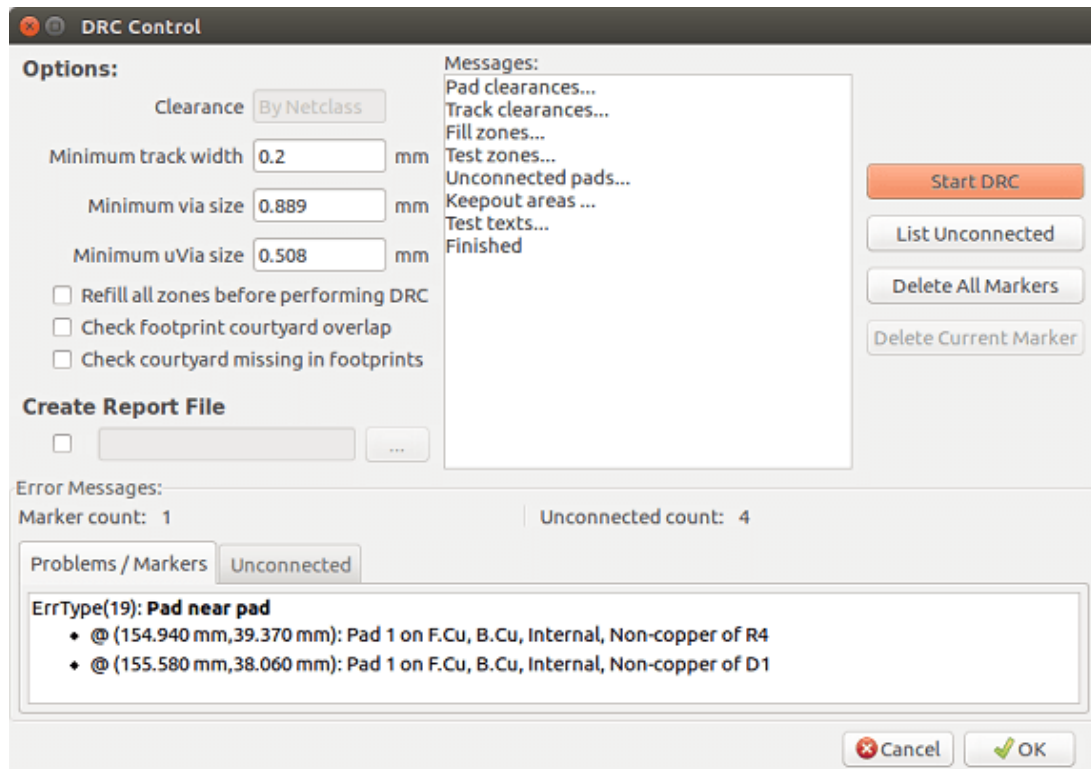 DRC Control
Options:
Clearance By Netclass
Minimum track width 0.2 mm
Minimum via size 0.889 mm
Minimum uVia size 0.508 mm
Refill all zones before performing DRC
Check footprint courtyard overlap
Check courtyard missing in footprints
Create Report File
...
Messages:
Pad clearances...
Track clearances...
Fill zones...
Test zones...
Unconnected pads...
Keepout areas ...
Test texts...
Finished
Start DRC
List Unconnected
Delete All Markers
Delete Current Marker
Error Messages:
Marker count: 1 Unconnected count: 4
Problems / Markers Unconnected
ErrType(19): Pad near pad
@ (154.940 mm,39.370 mm): Pad 1 on F.Cu, B.Cu, Internal, Non-copper of R4
@ (155.580 mm,38.060 mm): Pad 1 on F.Cu, B.Cu, Internal, Non-copper of D1
Cancel OK